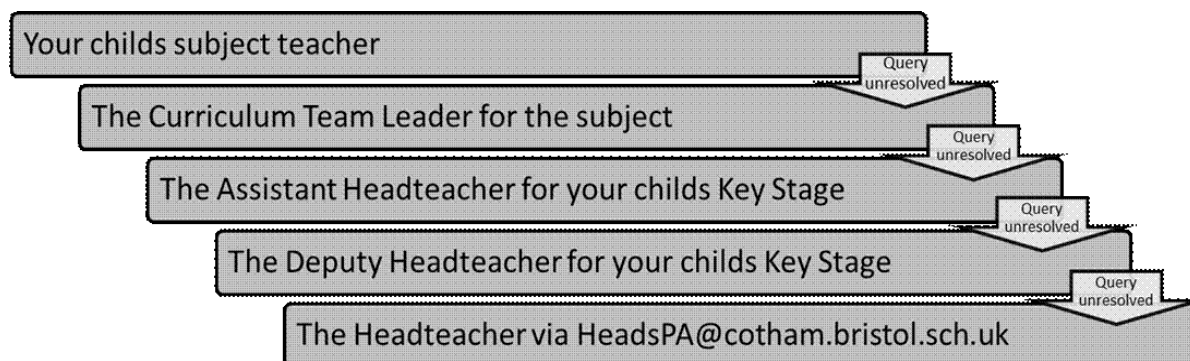 Your childs subject teacher
Query
unresolved
The Curriculum Team Leader for the subject
Query
unresolved
The Assistant Headteacher for your childs Key Stage
Query
unresolved
The Deputy Headteacher for your childs Key Stage
Query
unresolved
The Headteacher via HeadsPA@cotham.bristol.sch.uk